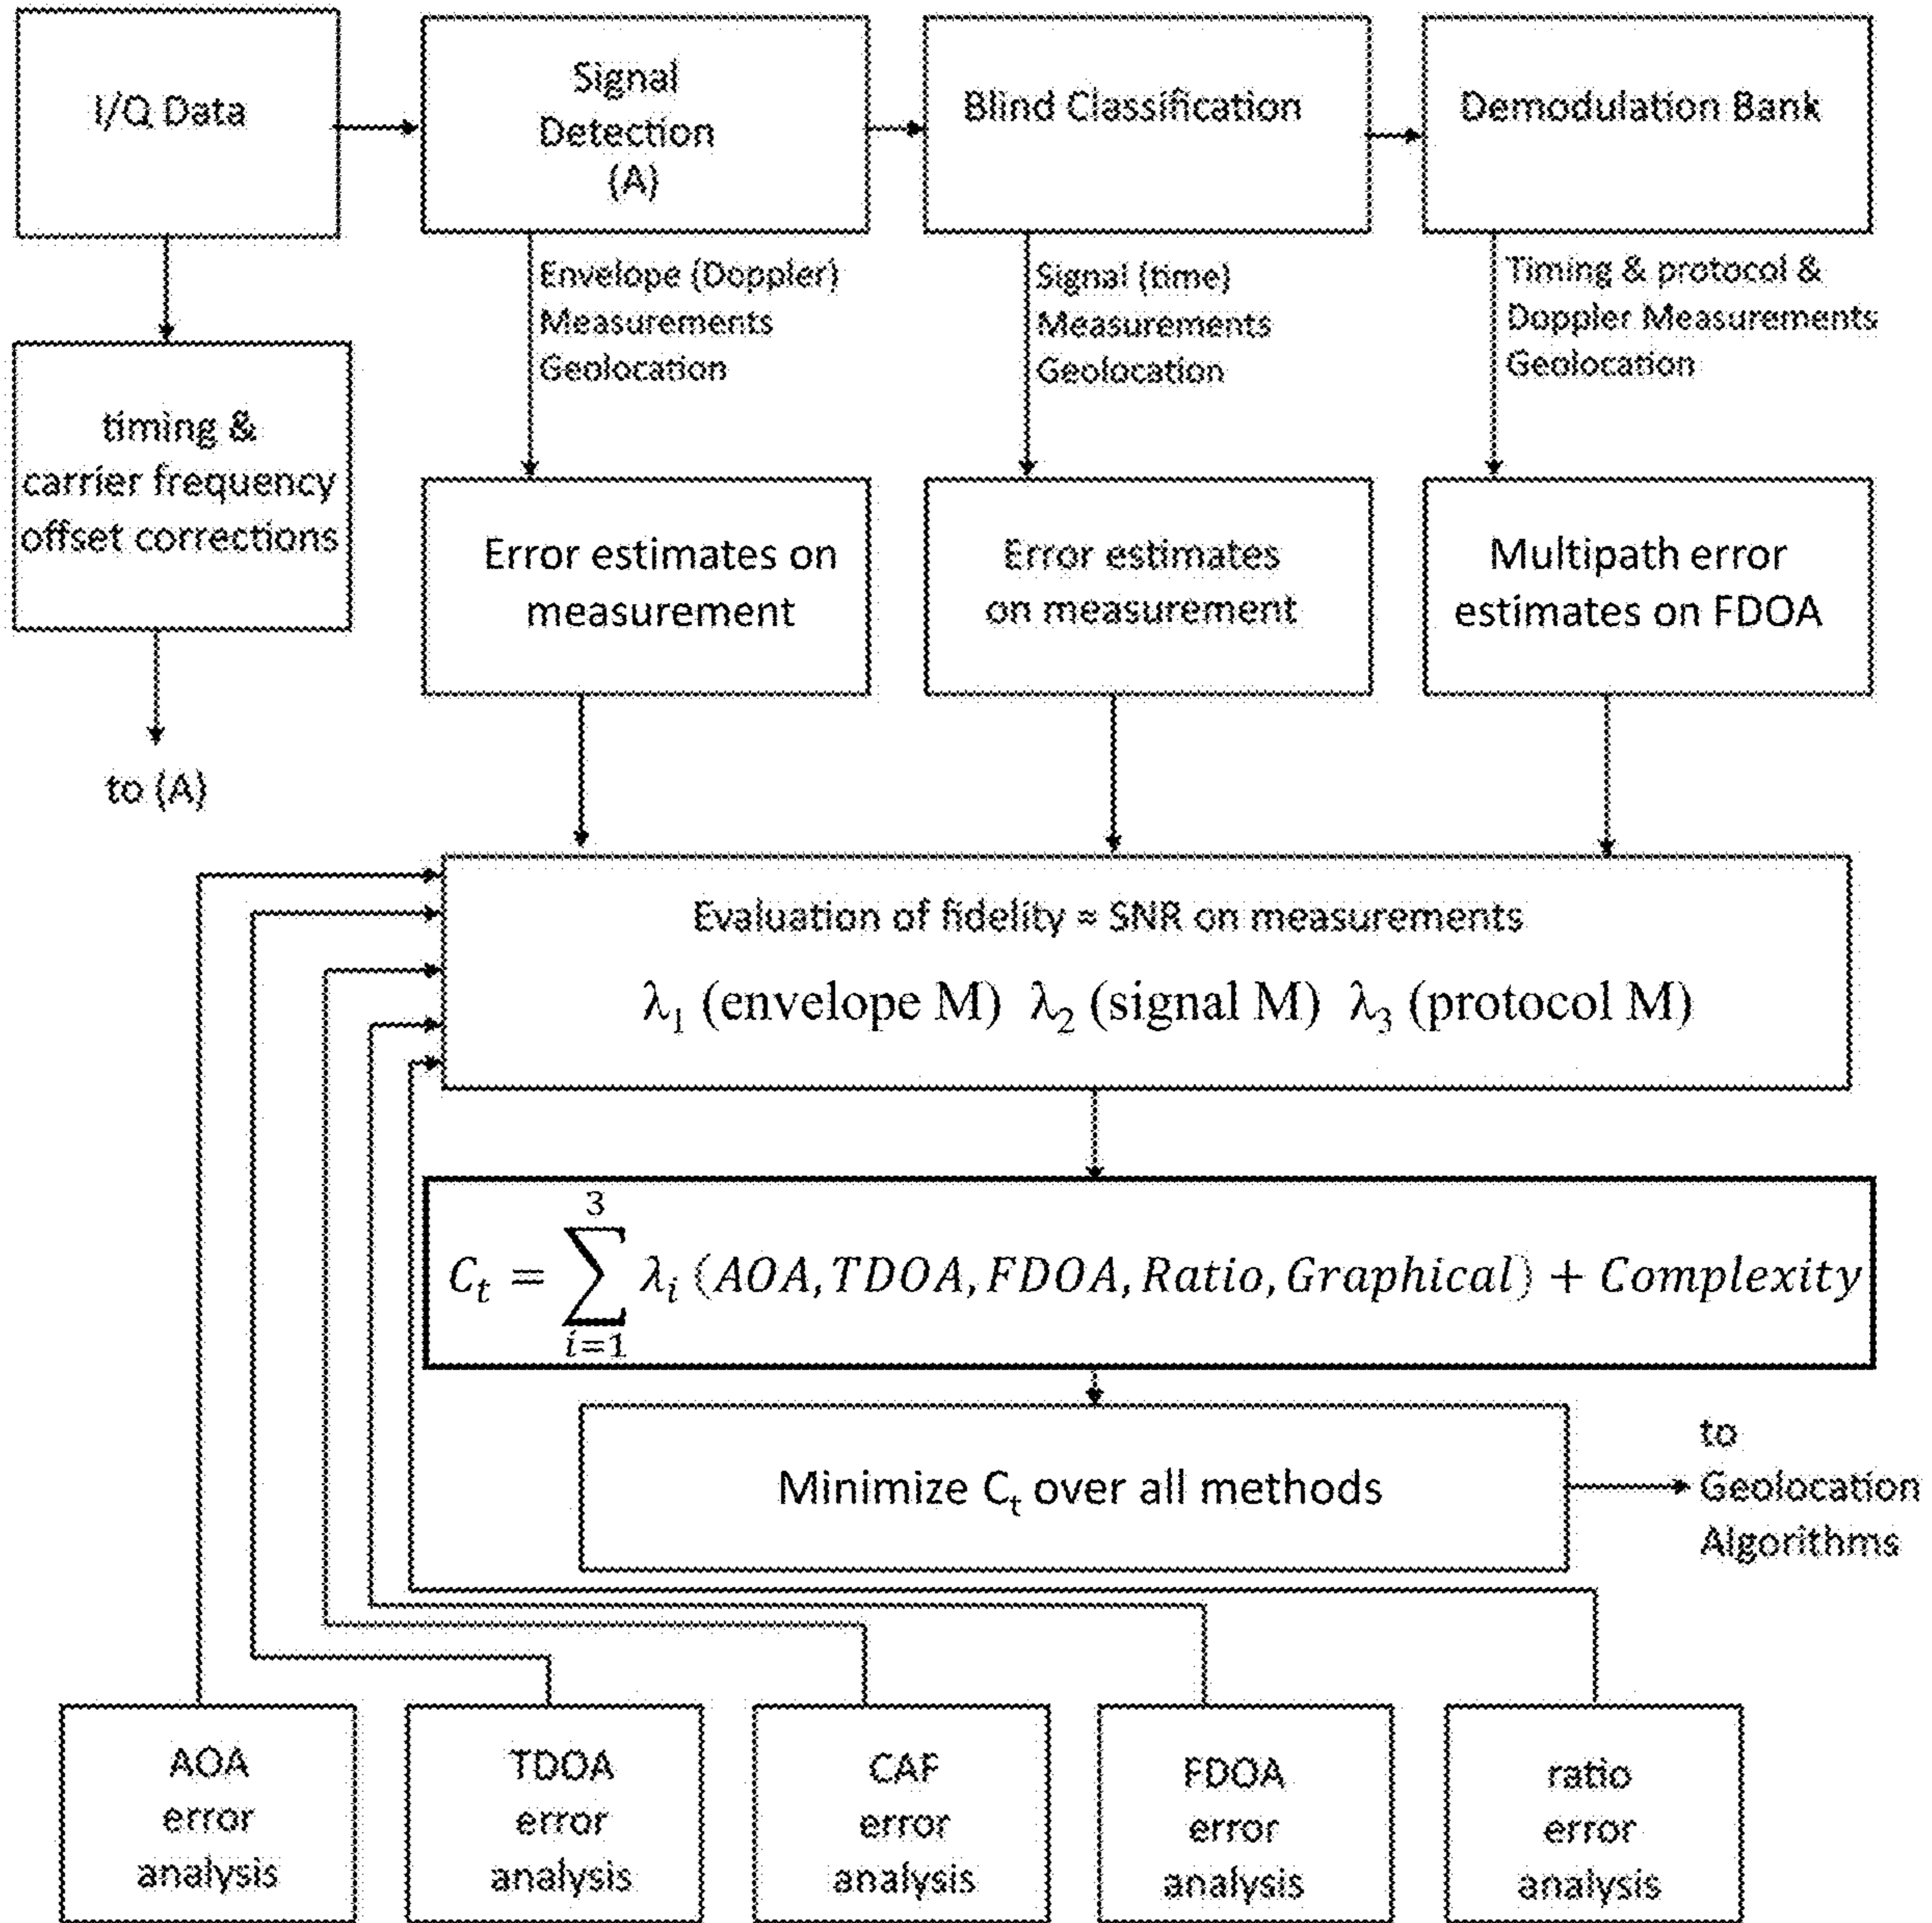 I/Q Data
Signal
Detection
(A)
Blind Classification
Demodulation Bank
Envelope (Doppler)
Measurements
Geolocation
Signal (time)
Measurements
Geolocation
Timing & protocol &
Doppler Measurements
Geolocation
timing &
carrier frequency
offset corrections
to (A)
Error estimates on
measurement
Error estimates
on measurement
Multipath error
estimates on FDOA
Evaluation of fidelity ≈ SNR on measurements
λ₁ (envelope M) λ₂ (signal M) λ₃ (protocol M)
C_t = ∑_{i=1}^{3} λ_i (AOA, TDOA, FDOA, Ratio, Graphical) + Complexity
Minimize C_t over all methods
to
Geolocation
Algorithms
AOA
error
analysis
TDOA
error
analysis
CAF
error
analysis
FDOA
error
analysis
ratio
error
analysis